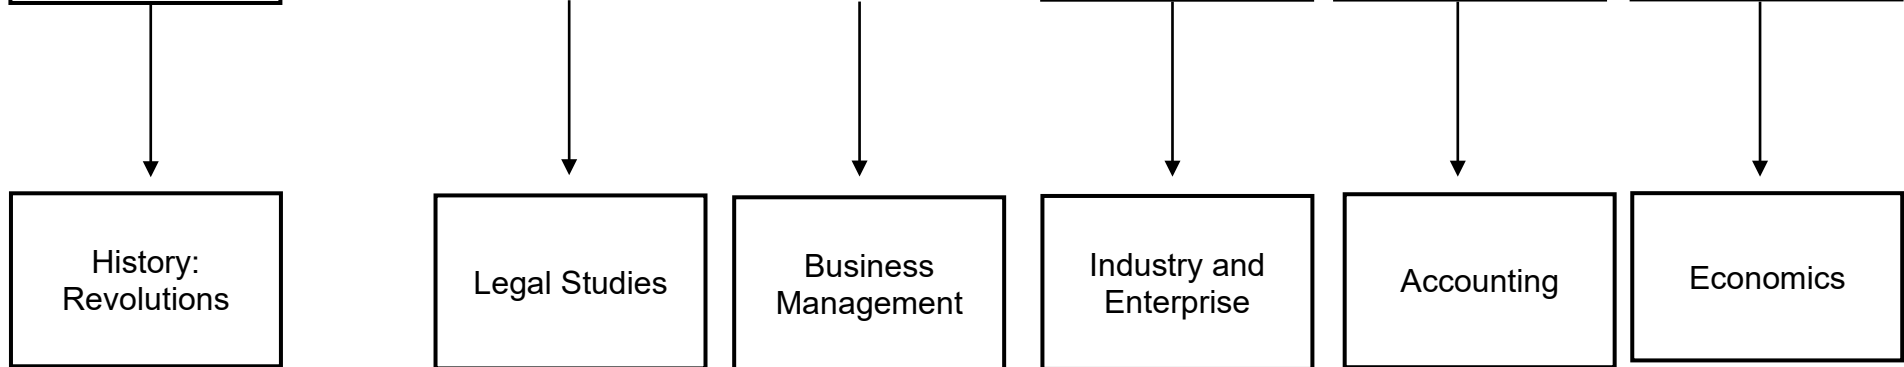 History:
Revolutions
Legal Studies
Business
Management
Industry and
Enterprise
Accounting
Economics